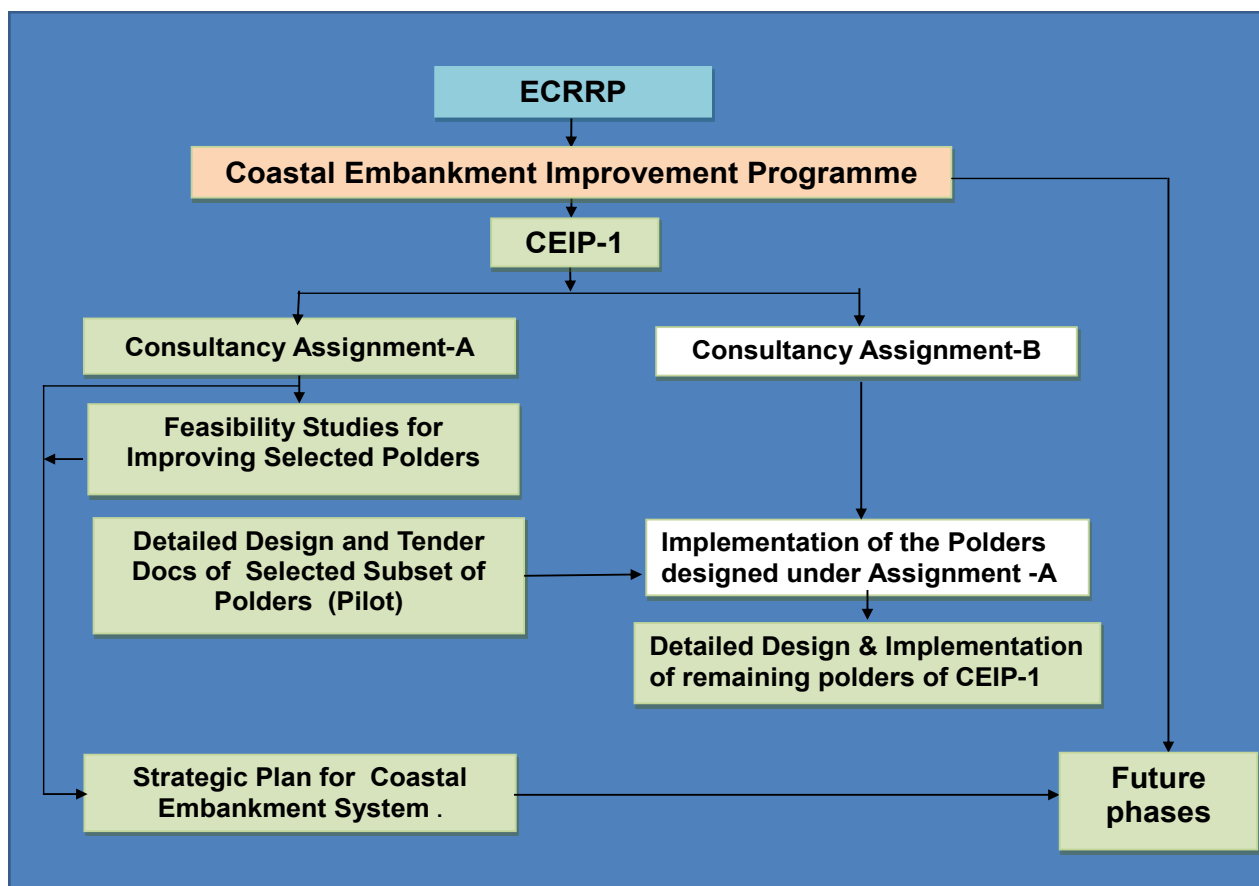 ECRRP
Coastal Embankment Improvement Programme
CEIP-1
Consultancy Assignment-A
Consultancy Assignment-B
Feasibility Studies for
Improving Selected Polders
Detailed Design and Tender
Docs of Selected Subset of
Polders (Pilot)
Implementation of the Polders
designed under Assignment -A
Detailed Design & Implementation
of remaining polders of CEIP-1
Strategic Plan for Coastal
Embankment System .
Future
phases